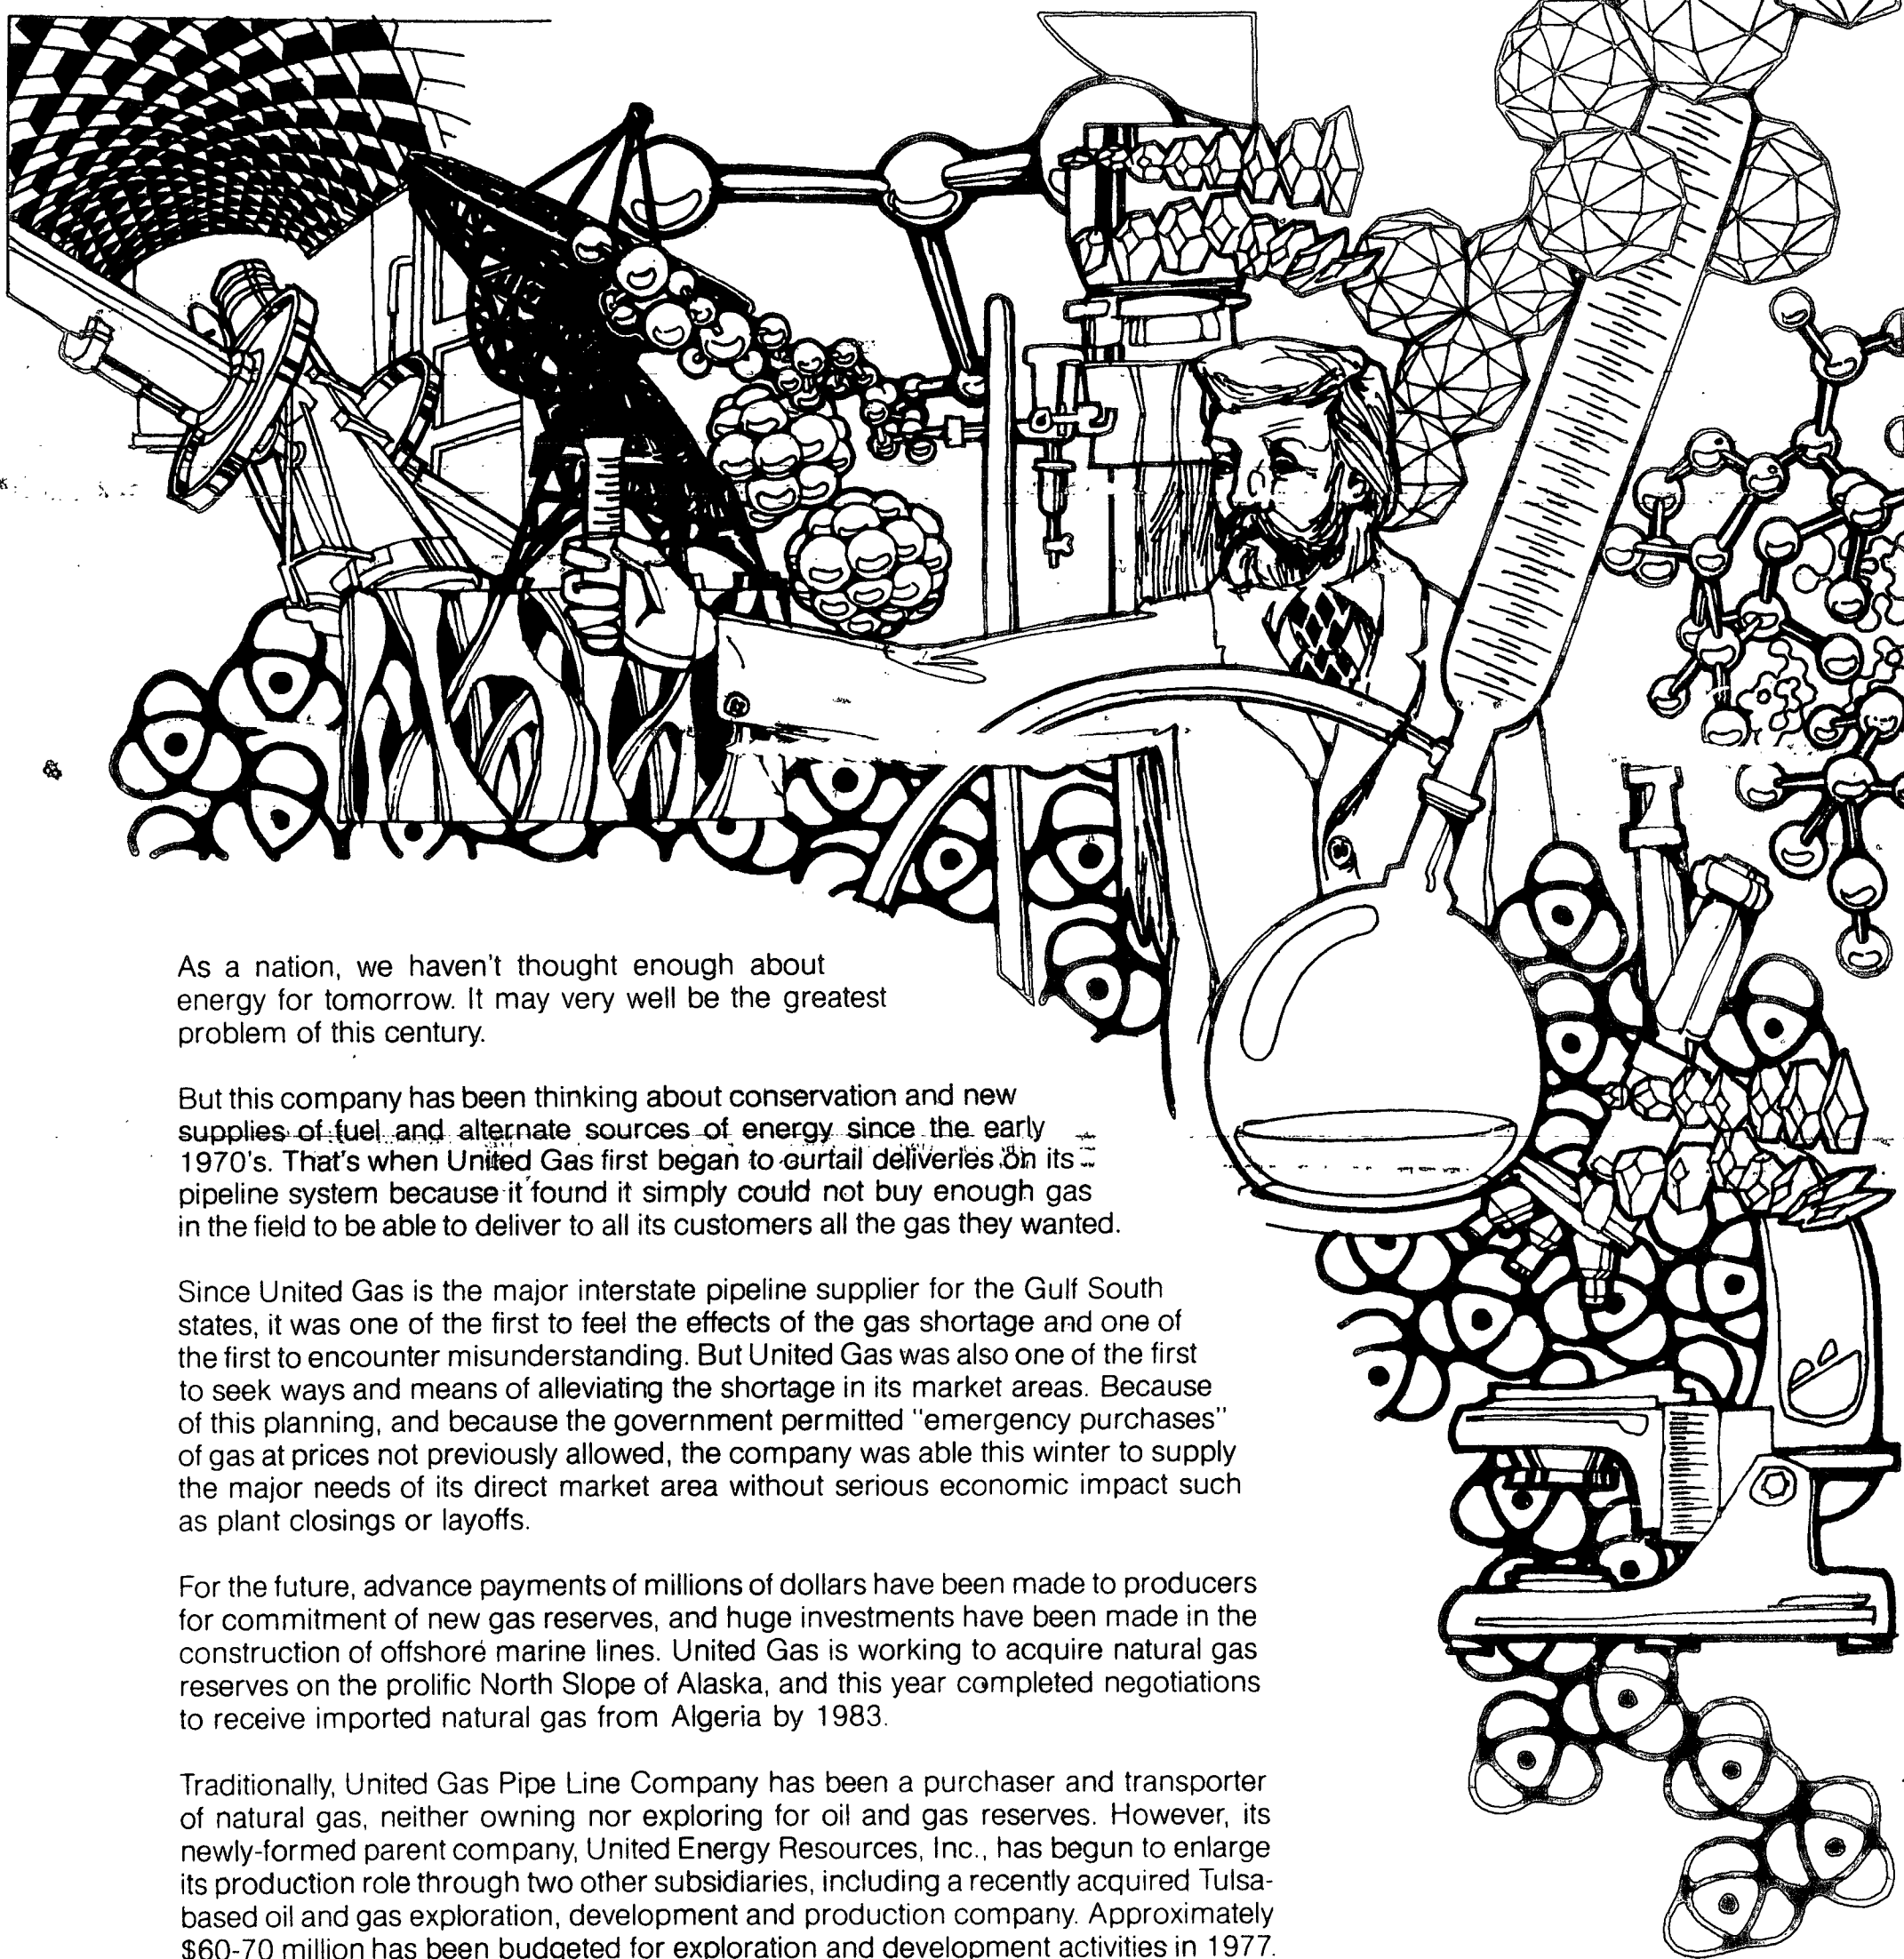 As a nation, we haven't thought enough about
energy for tomorrow. It may very well be the greatest
problem of this century.
But this company has been thinking about conservation and new
supplies of fuel and alternate sources of energy since the early
1970's. That's when United Gas first began to curtail deliveries on its
pipeline system because it found it simply could not buy enough gas
in the field to be able to deliver to all its customers all the gas they wanted.
Since United Gas is the major interstate pipeline supplier for the Gulf South
states, it was one of the first to feel the effects of the gas shortage and one of
the first to encounter misunderstanding. But United Gas was also one of the first
to seek ways and means of alleviating the shortage in its market areas. Because
of this planning, and because the government permitted "emergency purchases"
of gas at prices not previously allowed, the company was able this winter to supply
the major needs of its direct market area without serious economic impact such
as plant closings or layoffs.
For the future, advance payments of millions of dollars have been made to producers
for commitment of new gas reserves, and huge investments have been made in the
construction of offshore marine lines. United Gas is working to acquire natural gas
reserves on the prolific North Slope of Alaska, and this year completed negotiations
to receive imported natural gas from Algeria by 1983.
Traditionally, United Gas Pipe Line Company has been a purchaser and transporter
of natural gas, neither owning nor exploring for oil and gas reserves. However, its
newly-formed parent company, United Energy Resources, Inc., has begun to enlarge
its production role through two other subsidiaries, including a recently acquired Tulsa-
based oil and gas exploration, development and production company. Approximately
$60-70 million has been budgeted for exploration and development activities in 1977.